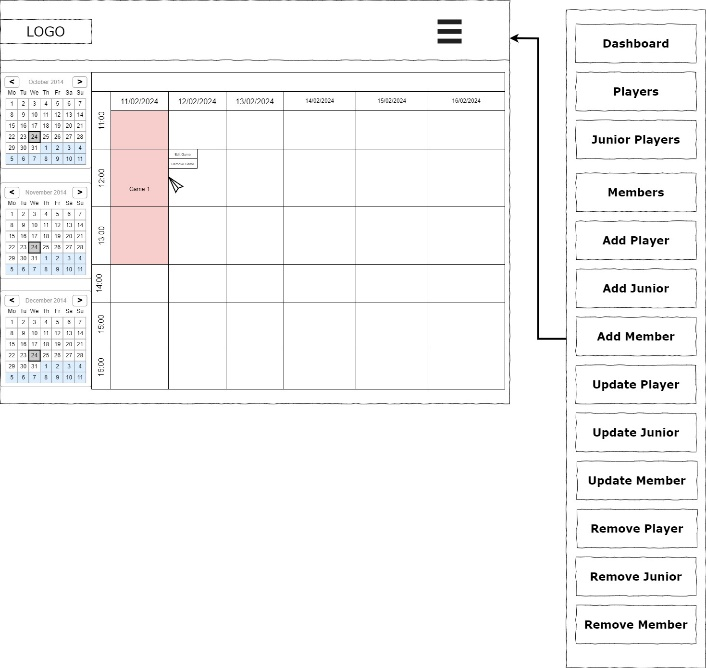 LOGO
< October 2014 >
Mo Tu We Th Fr Sa Su
1 2 3 4 5 6 7
8 9 10 11 12 13 14
15 16 17 18 19 20 21
22 23 24 25 26 27 28
29 30 31 1 2 3 4
5 6 7 8 9 10 11
< November 2014 >
Mo Tu We Th Fr Sa Su
1 2 3 4 5 6 7
8 9 10 11 12 13 14
15 16 17 18 19 20 21
22 23 24 25 26 27 28
29 30 31 1 2 3 4
5 6 7 8 9 10 11
< December 2014 >
Mo Tu We Th Fr Sa Su
1 2 3 4 5 6 7
8 9 10 11 12 13 14
15 16 17 18 19 20 21
22 23 24 25 26 27 28
29 30 31 1 2 3 4
5 6 7 8 9 10 11
11/02/2024 12/02/2024 13/02/2024 14/02/2024 15/02/2024 16/02/2024
11:00
12:00
13:00
14:00
15:00
16:00
Game 1
Edit Game
Remove Game
Dashboard
Players
Junior Players
Members
Add Player
Add Junior
Add Member
Update Player
Update Junior
Update Member
Remove Player
Remove Junior
Remove Member